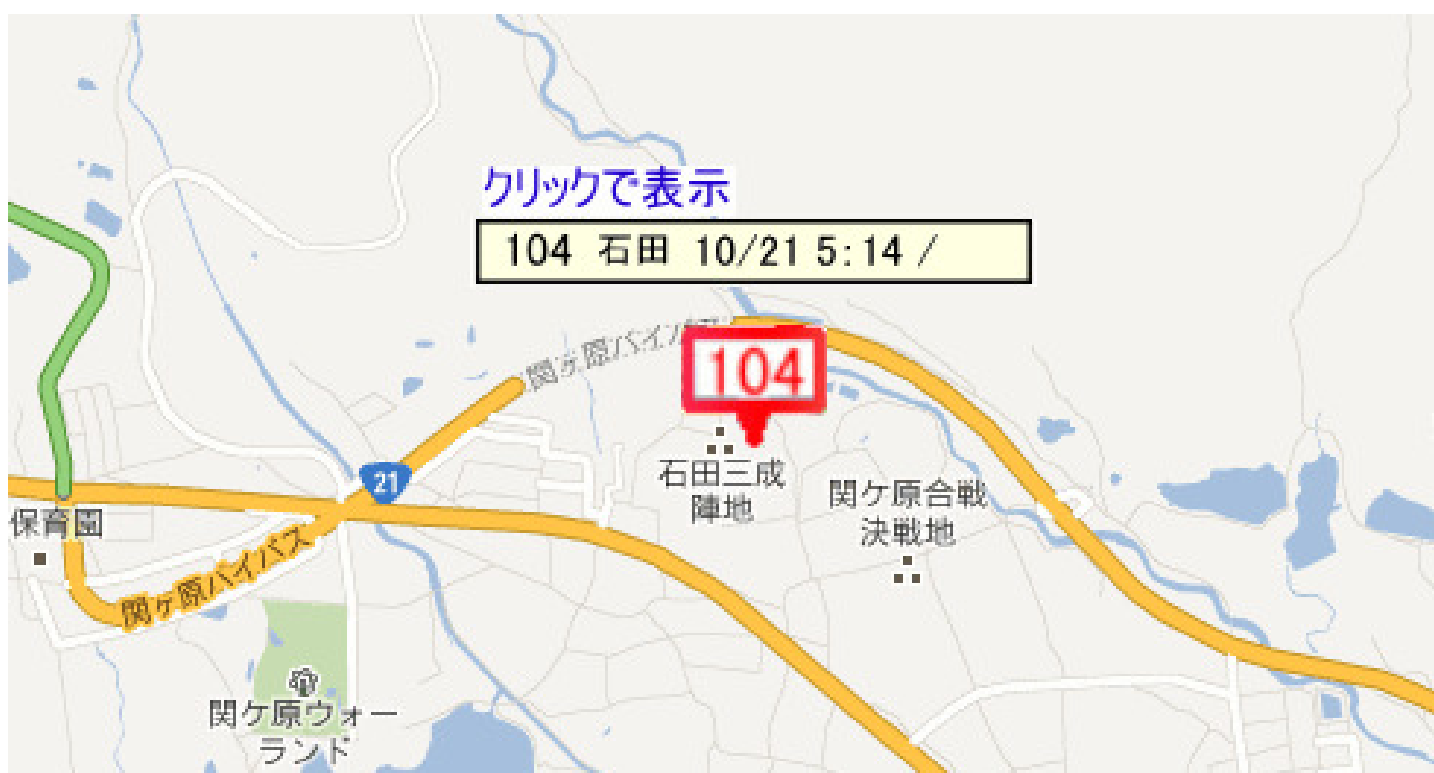 クリックで表示
104 石田 10/21 5:14 /
関ヶ原バイパス
104
21
石田三成
陣地
関ケ原合戦
決戦地
保育園
関ヶ原バイパス
関ケ原ウォー
ランド